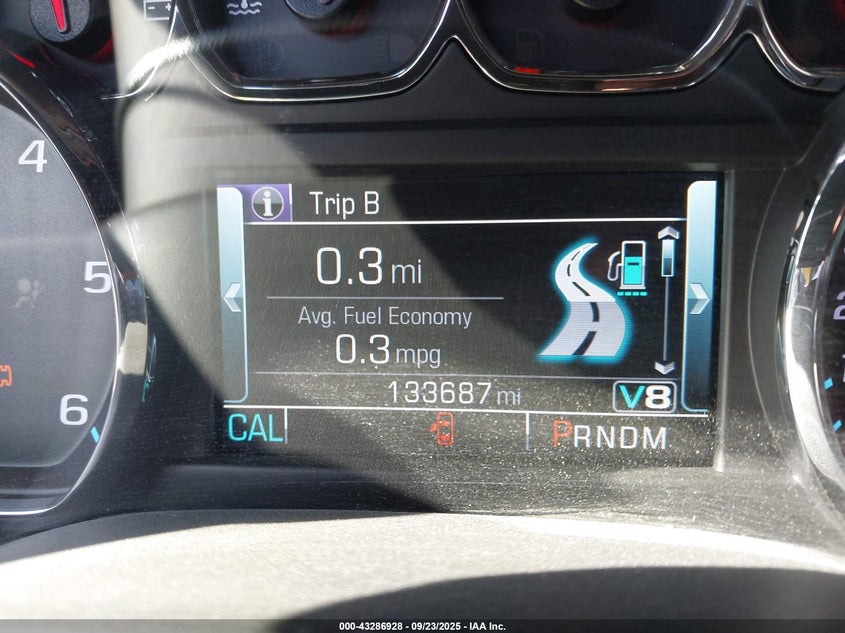 Trip B
4
0.3 mi
5
Avg. Fuel Economy
0.3 mpg
6
133687 mi
V8
CAL
PRNDM
000-43286928 - 09/23/2025 - IAA Inc.